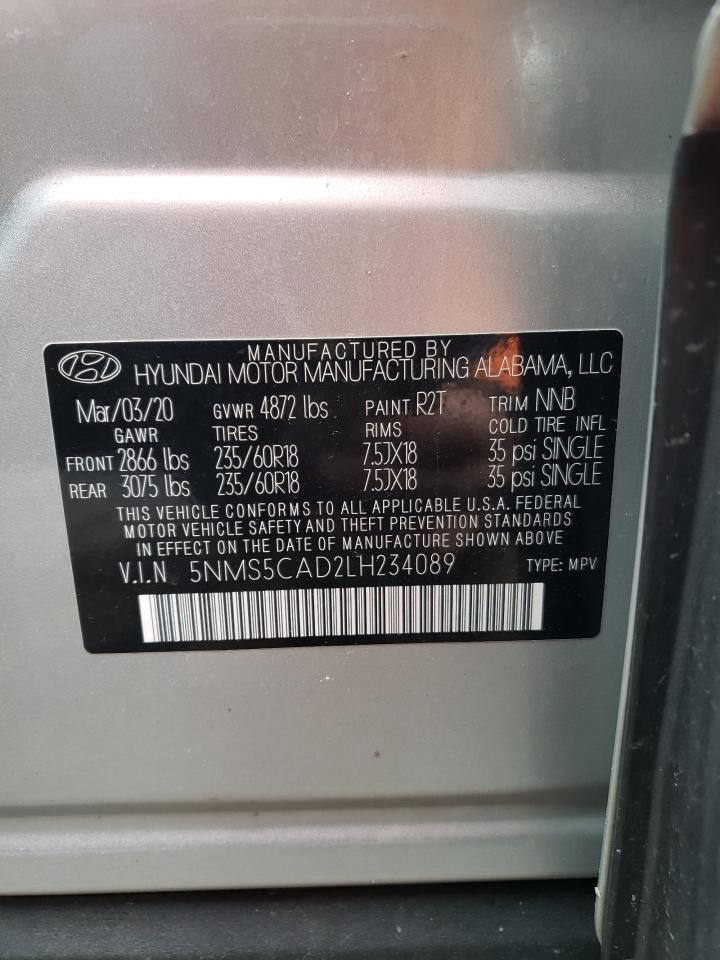 MANUFACTURED BY
HYUNDAI MOTOR MANUFACTURING ALABAMA, LLC
Mar/03/20 GVWR 4872 lbs PAINT R2T TRIM NNB
GAWR TIRES RIMS COLD TIRE INFL
FRONT 2866 lbs 235/60R18 7.5JX18 35 psi SINGLE
REAR 3075 lbs 235/60R18 7.5JX18 35 psi SINGLE
THIS VEHICLE CONFORMS TO ALL APPLICABLE U.S.A. FEDERAL
MOTOR VEHICLE SAFETY AND THEFT PREVENTION STANDARDS
IN EFFECT ON THE DATE OF MANUFACTURE SHOWN ABOVE
V.I.N 5NMS5CAD2LH234089 TYPE: MPV